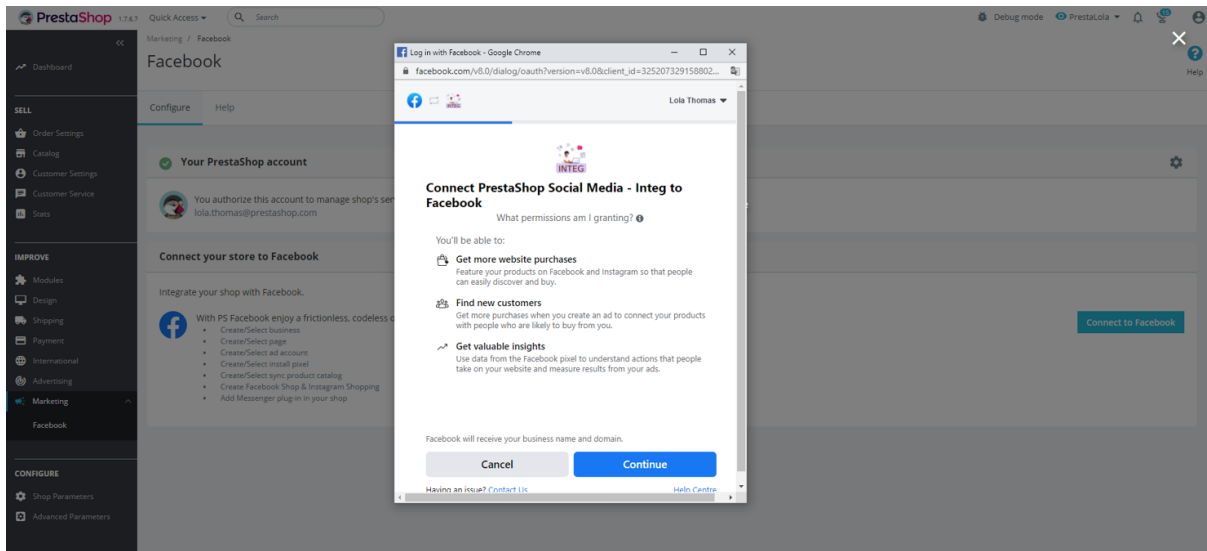 PrestaShop 1.7.6.7 Quick Access Search Debug mode PrestaLola
Marketing / Facebook
Facebook
Help
Configure Help
Dashboard
SELL
Order Settings
Catalog
Customer Settings
Customer Service
Stats
IMPROVE
Modules
Design
Shipping
Payment
International
Advertising
Marketing
Facebook
CONFIGURE
Shop Parameters
Advanced Parameters
Your PrestaShop account
You authorize this account to manage shop's ser
lola.thomas@prestashop.com
Connect your store to Facebook
Integrate your shop with Facebook.
With PS Facebook enjoy a frictionless, codeless
Create/Select business
Create/Select page
Create/Select ad account
Create/Select install pixel
Create/Select sync product catalog
Create Facebook Shop & Instagram Shopping
Add Messenger plug-in in your shop
Connect to Facebook
Log in with Facebook - Google Chrome
facebook.com/v8.0/dialog/oauth?version=v8.0&client_id=325207329158802...
Lola Thomas
INTEG
Connect PrestaShop Social Media - Integ to
Facebook
What permissions am I granting?
You'll be able to:
Get more website purchases
Feature your products on Facebook and Instagram so that people
can easily discover and buy.
Find new customers
Get more purchases when you create an ad to connect your products
with people who are likely to buy from you.
Get valuable insights
Use data from the Facebook pixel to understand actions that people
take on your website and measure results from your ads.
Facebook will receive your business name and domain.
Cancel Continue
Having an issue? Contact Us Help Centre